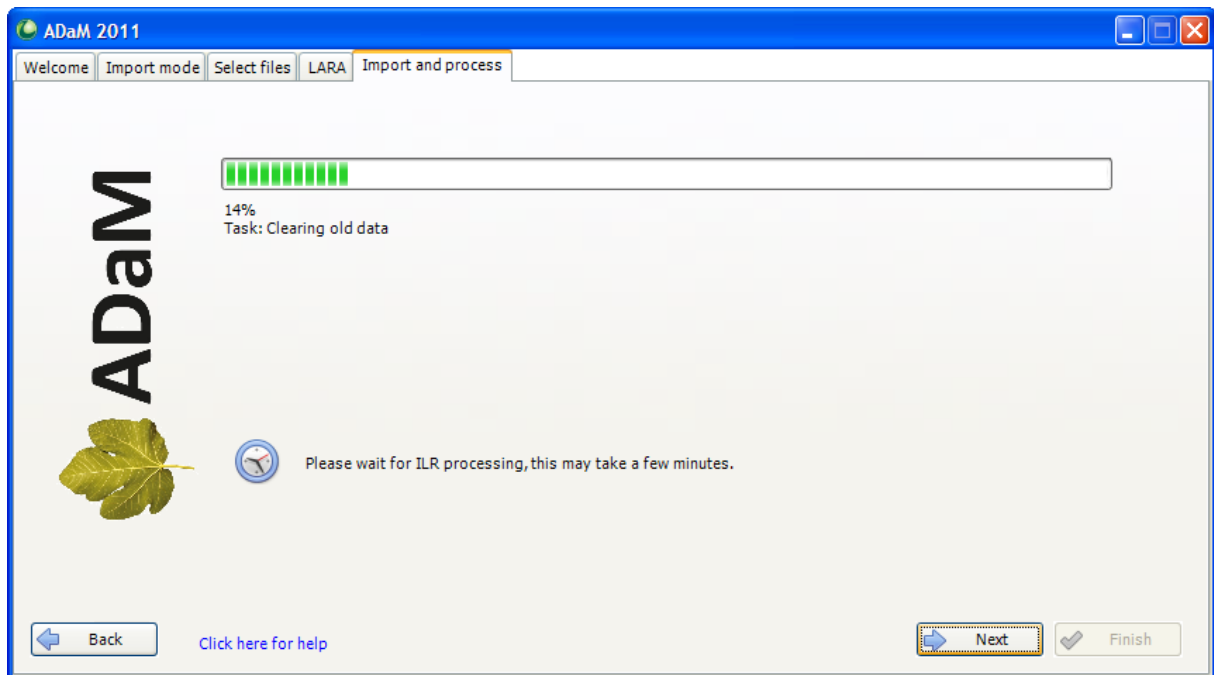 ADaM 2011
Welcome Import mode Select files LARA Import and process
14%
Task: Clearing old data
ADaM
Please wait for ILR processing, this may take a few minutes.
Back Click here for help Next Finish